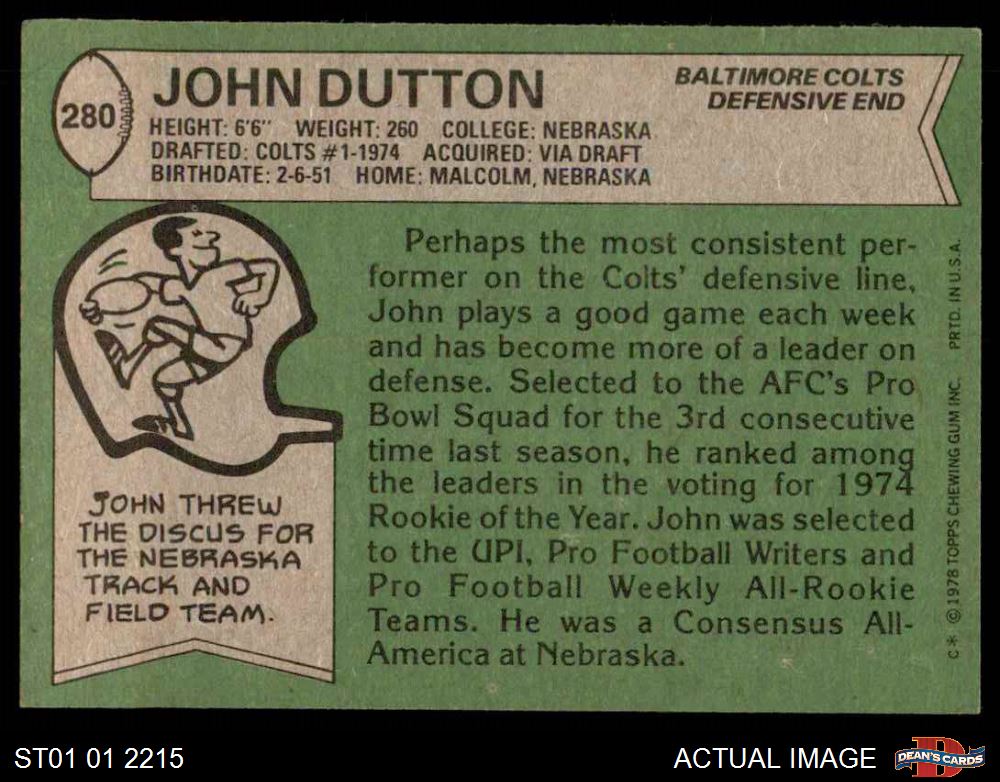 280
JOHN DUTTON
BALTIMORE COLTS
DEFENSIVE END
HEIGHT: 6'6" WEIGHT: 260 COLLEGE: NEBRASKA
DRAFTED: COLTS #1-1974 ACQUIRED: VIA DRAFT
BIRTHDATE: 2-6-51 HOME: MALCOLM, NEBRASKA
JOHN THREW
THE DISCUS FOR
THE NEBRASKA
TRACK AND
FIELD TEAM.
Perhaps the most consistent per-
former on the Colts' defensive line,
John plays a good game each week
and has become more of a leader on
defense. Selected to the AFC's Pro
Bowl Squad for the 3rd consecutive
time last season, he ranked among
the leaders in the voting for 1974
Rookie of the Year. John was selected
to the UPI, Pro Football Writers and
Pro Football Weekly All-Rookie
Teams. He was a Consensus All-
America at Nebraska.
C* ©1978 TOPPS CHEWING GUM INC. PRTD. IN U.S.A.
ST01 01 2215
ACTUAL IMAGE
D
DEAN'S CARDS